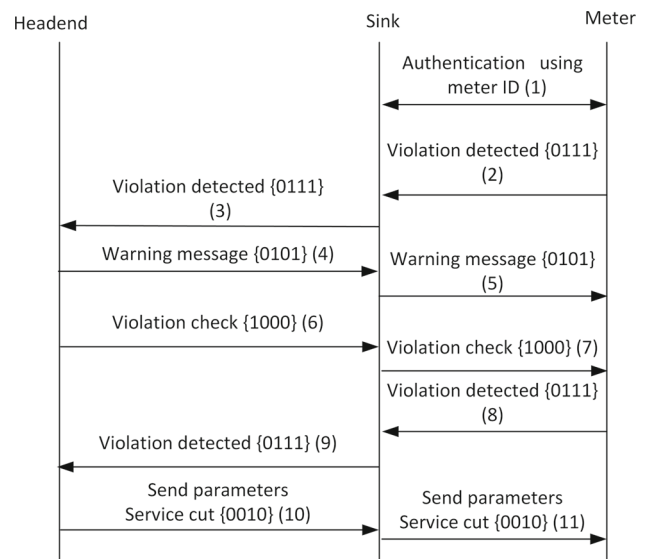 Headend
Sink
Meter
Authentication using
meter ID (1)
Violation detected {0111}
(2)
Violation detected {0111}
(3)
Warning message {0101} (4)
Warning message {0101}
(5)
Violation check {1000} (6)
Violation check {1000} (7)
Violation detected {0111}
(8)
Violation detected {0111} (9)
Send parameters
Service cut {0010} (10)
Send parameters
Service cut {0010} (11)